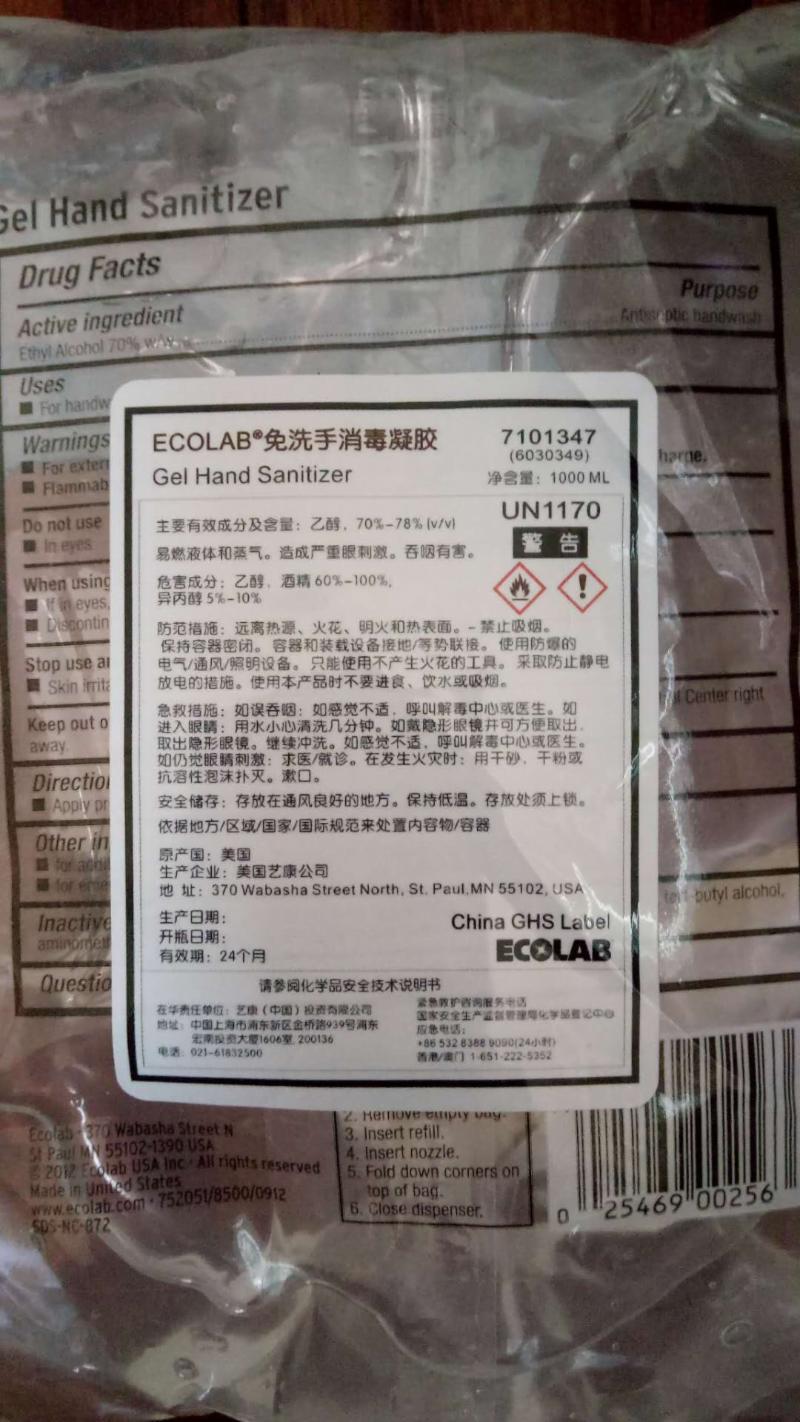 Gel Hand Sanitizer
Drug Facts
Active ingredient
Purpose
Ethyl Alcohol 70% w/w
Antiseptic handwash
Uses
For handw
Warnings
For extern
Flammab
harne.
Do not use
In eyes
When using
If in eyes,
Discontin
Stop use an
Skin irrita
Center right
Keep out o
away.
Direction
Apply pr
Other in
Inactive
tert-butyl alcohol,
Questio
ECOLAB®免洗手消毒凝胶
7101347
(6030349)
Gel Hand Sanitizer
净含量: 1000 ML
UN1170
主要有效成分及含量: 乙醇, 70%-78% (v/v)
警告
易燃液体和蒸气。造成严重眼刺激。吞咽有害。
危害成分: 乙醇, 酒精 60%-100%,
异丙醇 5%-10%
防范措施: 远离热源、火花、明火和热表面。- 禁止吸烟。
保持容器密闭。容器和装载设备接地/等势联接。使用防爆的
电气/通风/照明设备。只能使用不产生火花的工具。采取防止静电
放电的措施。使用本产品时不要进食、饮水或吸烟。
急救措施: 如误吞咽: 如感觉不适, 呼叫解毒中心或医生。如
进入眼睛: 用水小心清洗几分钟。如戴隐形眼镜并可方便取出,
取出隐形眼镜。继续冲洗。如感觉不适, 呼叫解毒中心或医生。
如仍觉眼睛刺激: 求医/就诊。在发生火灾时: 用干砂, 干粉或
抗溶性泡沫扑灭。漱口。
安全储存: 存放在通风良好的地方。保持低温。存放处须上锁。
依据地方/区域/国家/国际规范来处置内容物/容器
原产国: 美国
生产企业: 美国艺康公司
地 址: 370 Wabasha Street North, St. Paul,MN 55102, USA
生产日期:
China GHS Label
开瓶日期:
ECOLAB
有效期: 24个月
请参阅化学品安全技术说明书
在华责任单位: 艺康（中国）投资有限公司
地址: 中国上海市浦东新区金桥路939号浦东
宏南投资大厦1606室, 200136
电话: 021-61832500
紧急救护咨询服务电话
国家安全生产监督管理局化学品登记中心
应急电话:
+86 532 8388 9090(24小时)
香港/澳门 1-651-222-5352
Ecolab · 370 Wabasha Street N
St Paul MN 55102-1390 USA
© 2012 Ecolab USA Inc · All rights reserved
Made in United States
www.ecolab.com · 752051/8500/0912
SDS-NC-872
2. Remove empty bag.
3. Insert refill.
4. Insert nozzle.
5. Fold down corners on
top of bag.
6. Close dispenser.
0 25469 00256